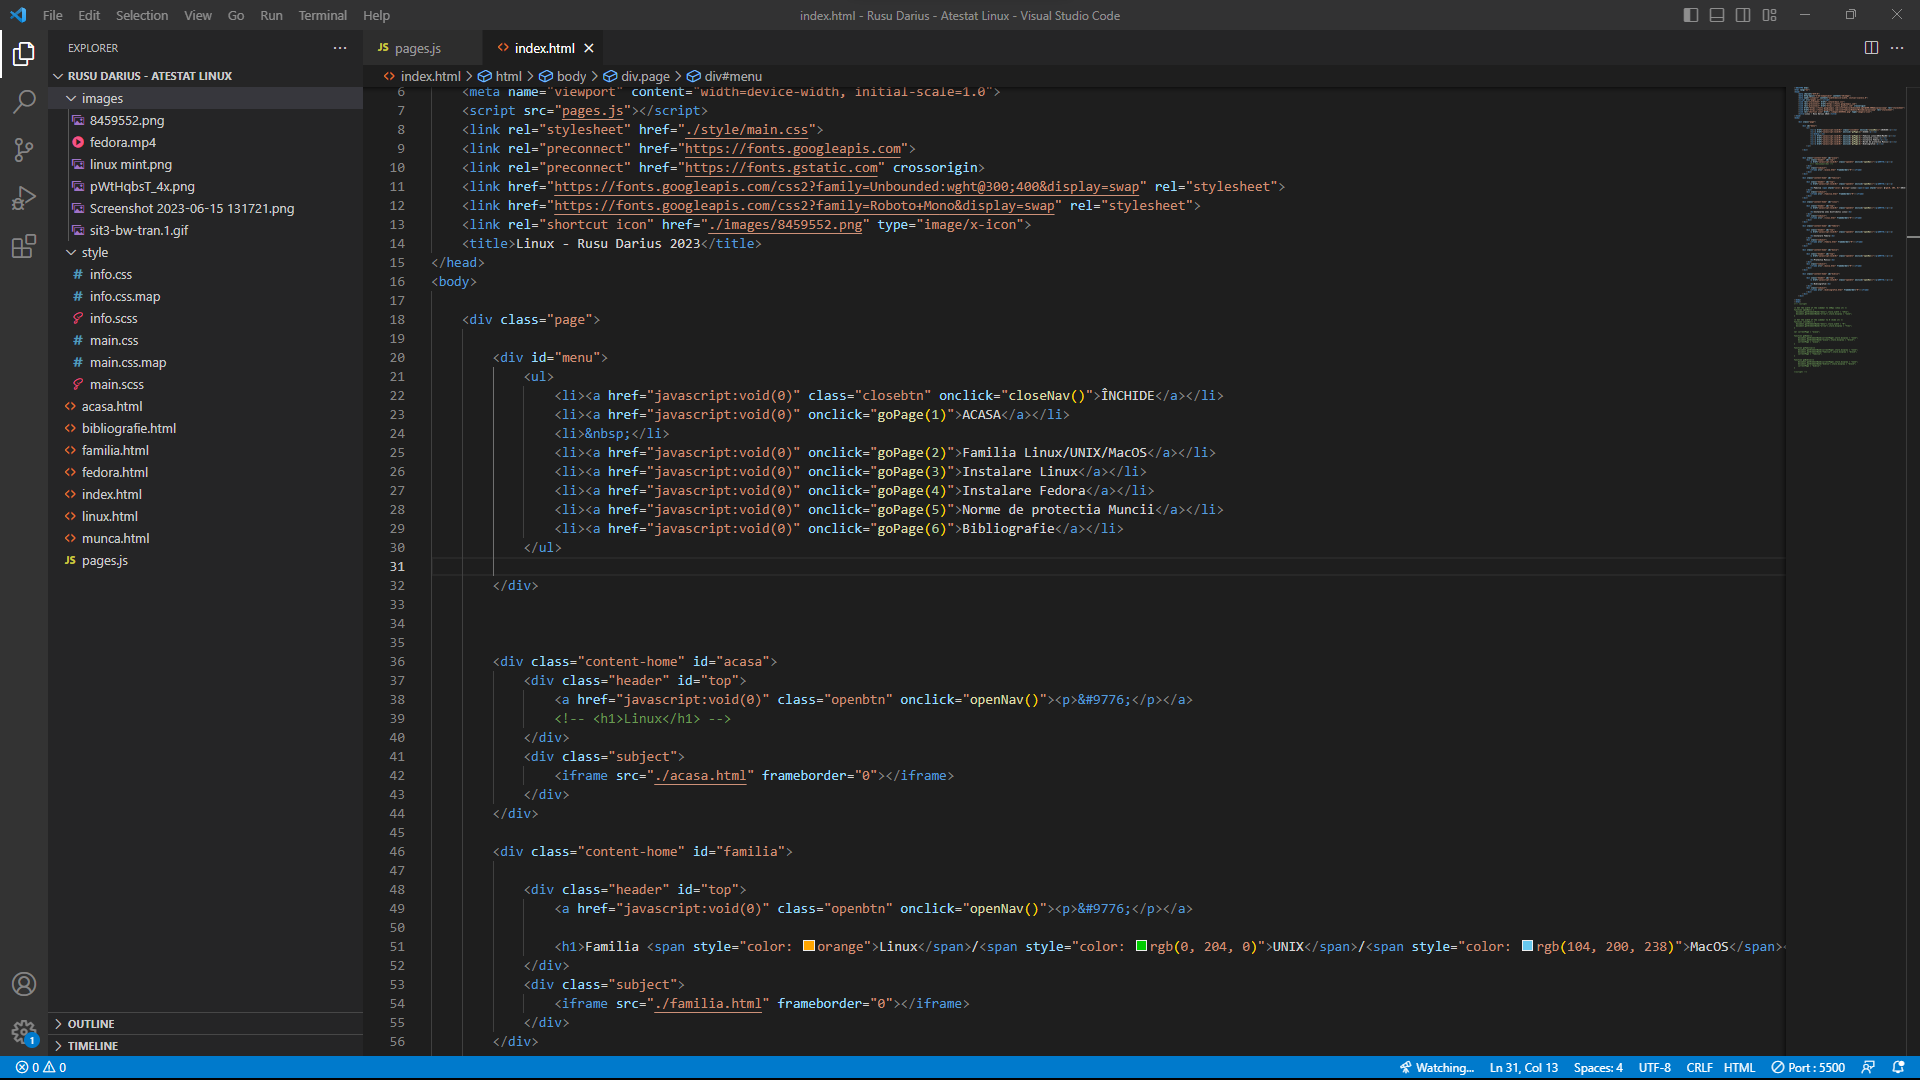 File Edit Selection View Go Run Terminal Help
index.html - Rusu Darius - Atestat Linux - Visual Studio Code
EXPLORER
RUSU DARIUS - ATESTAT LINUX
images
8459552.png
fedora.mp4
linux mint.png
pWtHqbsT_4x.png
Screenshot 2023-06-15 131721.png
sit3-bw-tran.1.gif
style
info.css
info.css.map
info.scss
main.css
main.css.map
main.scss
acasa.html
bibliografie.html
familia.html
fedora.html
index.html
linux.html
munca.html
JS pages.js
OUTLINE
TIMELINE
JS pages.js
index.html
index.html > html > body > div.page > div#menu
6 <meta name="viewport" content="width=device-width, initial-scale=1.0">
7 <script src="pages.js"></script>
8 <link rel="stylesheet" href="./style/main.css">
9 <link rel="preconnect" href="https://fonts.googleapis.com">
10 <link rel="preconnect" href="https://fonts.gstatic.com" crossorigin>
11 <link href="https://fonts.googleapis.com/css2?family=Unbounded:wght@300;400&display=swap" rel="stylesheet">
12 <link href="https://fonts.googleapis.com/css2?family=Roboto+Mono&display=swap" rel="stylesheet">
13 <link rel="shortcut icon" href="./images/8459552.png" type="image/x-icon">
14 <title>Linux - Rusu Darius 2023</title>
15 </head>
16 <body>
17
18 <div class="page">
19
20 <div id="menu">
21 <ul>
22 <li><a href="javascript:void(0)" class="closebtn" onclick="closeNav()">ÎNCHIDE</a></li>
23 <li><a href="javascript:void(0)" onclick="goPage(1)">ACASA</a></li>
24 <li>&nbsp;</li>
25 <li><a href="javascript:void(0)" onclick="goPage(2)">Familia Linux/UNIX/MacOS</a></li>
26 <li><a href="javascript:void(0)" onclick="goPage(3)">Instalare Linux</a></li>
27 <li><a href="javascript:void(0)" onclick="goPage(4)">Instalare Fedora</a></li>
28 <li><a href="javascript:void(0)" onclick="goPage(5)">Norme de protectia Muncii</a></li>
29 <li><a href="javascript:void(0)" onclick="goPage(6)">Bibliografie</a></li>
30 </ul>
31
32 </div>
33
34
35
36 <div class="content-home" id="acasa">
37 <div class="header" id="top">
38 <a href="javascript:void(0)" class="openbtn" onclick="openNav()"><p>&#9776;</p></a>
39 <!-- <h1>Linux</h1> -->
40 </div>
41 <div class="subject">
42 <iframe src="./acasa.html" frameborder="0"></iframe>
43 </div>
44 </div>
45
46 <div class="content-home" id="familia">
47
48 <div class="header" id="top">
49 <a href="javascript:void(0)" class="openbtn" onclick="openNav()"><p>&#9776;</p></a>
50
51 <h1>Familia <span style="color: orange">Linux</span>/<span style="color: rgb(0, 204, 0)">UNIX</span>/<span style="color: rgb(104, 200, 238)">MacOS</span>
52 </div>
53 <div class="subject">
54 <iframe src="./familia.html" frameborder="0"></iframe>
55 </div>
56 </div>
1
0 0
Watching... Ln 31, Col 13 Spaces: 4 UTF-8 CRLF HTML Port : 5500